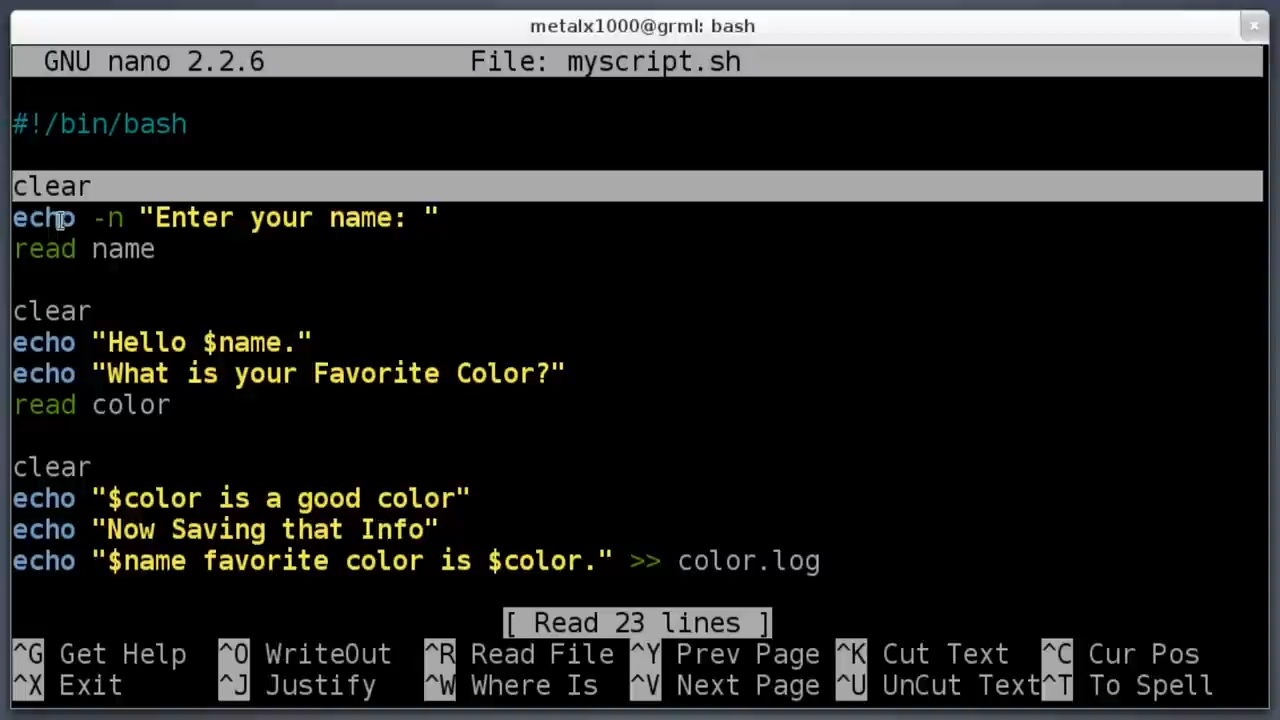 metalx1000@grml: bash
GNU nano 2.2.6 File: myscript.sh
#!/bin/bash
clear
echo -n "Enter your name: "
read name
clear
echo "Hello $name."
echo "What is your Favorite Color?"
read color
clear
echo "$color is a good color"
echo "Now Saving that Info"
echo "$name favorite color is $color." >> color.log
[ Read 23 lines ]
^G Get Help ^O WriteOut ^R Read File ^Y Prev Page ^K Cut Text ^C Cur Pos
^X Exit ^J Justify ^W Where Is ^V Next Page ^U UnCut Text^T To Spell